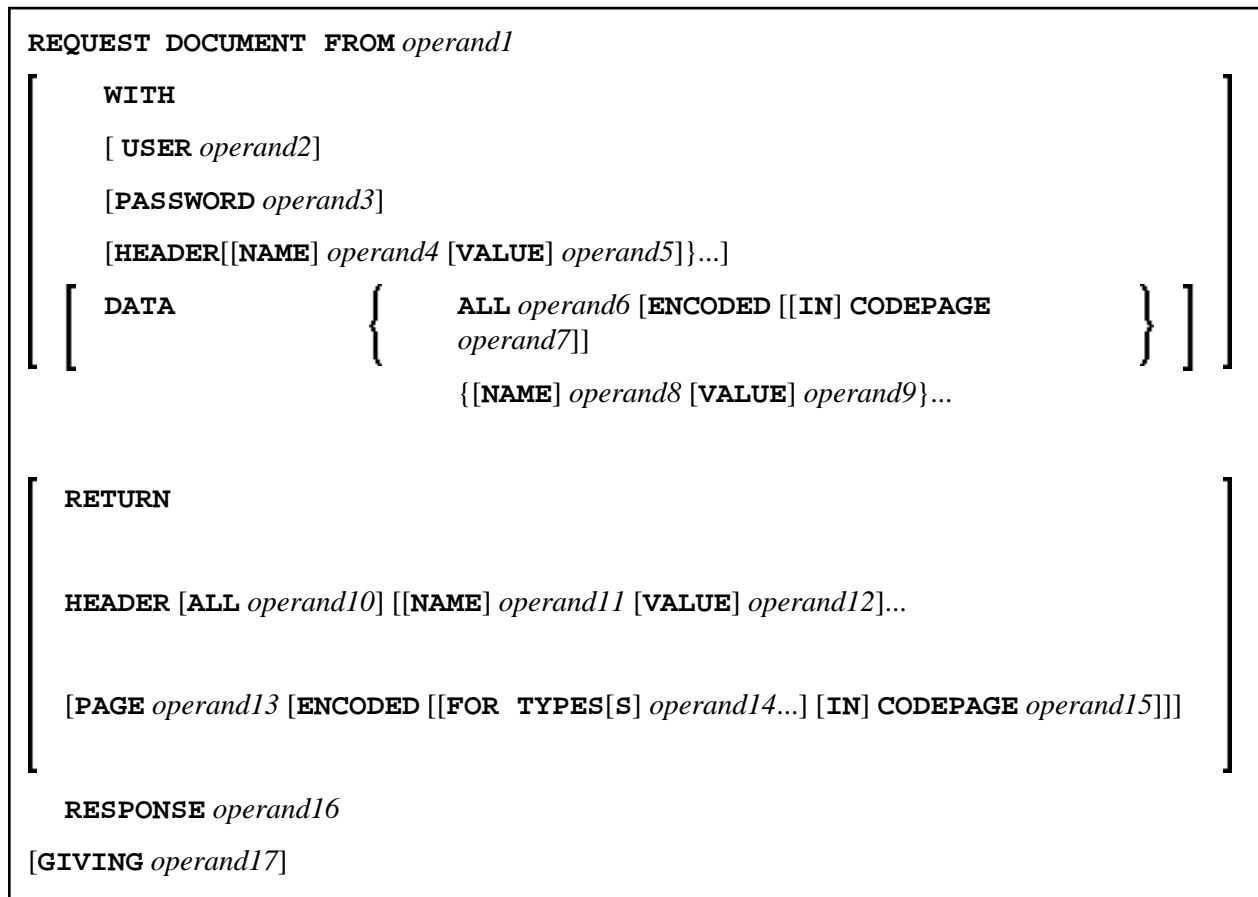 REQUEST DOCUMENT FROM operand1
WITH
[ USER operand2]
[PASSWORD operand3]
[HEADER[[NAME] operand4 [VALUE] operand5]}...]
DATA
ALL operand6 [ENCODED [[IN] CODEPAGE
operand7]]
{[NAME] operand8 [VALUE] operand9}...
RETURN
HEADER [ALL operand10] [[NAME] operand11 [VALUE] operand12]...
[PAGE operand13 [ENCODED [[FOR TYPES[S] operand14...] [IN] CODEPAGE operand15]]]
RESPONSE operand16
[GIVING operand17]